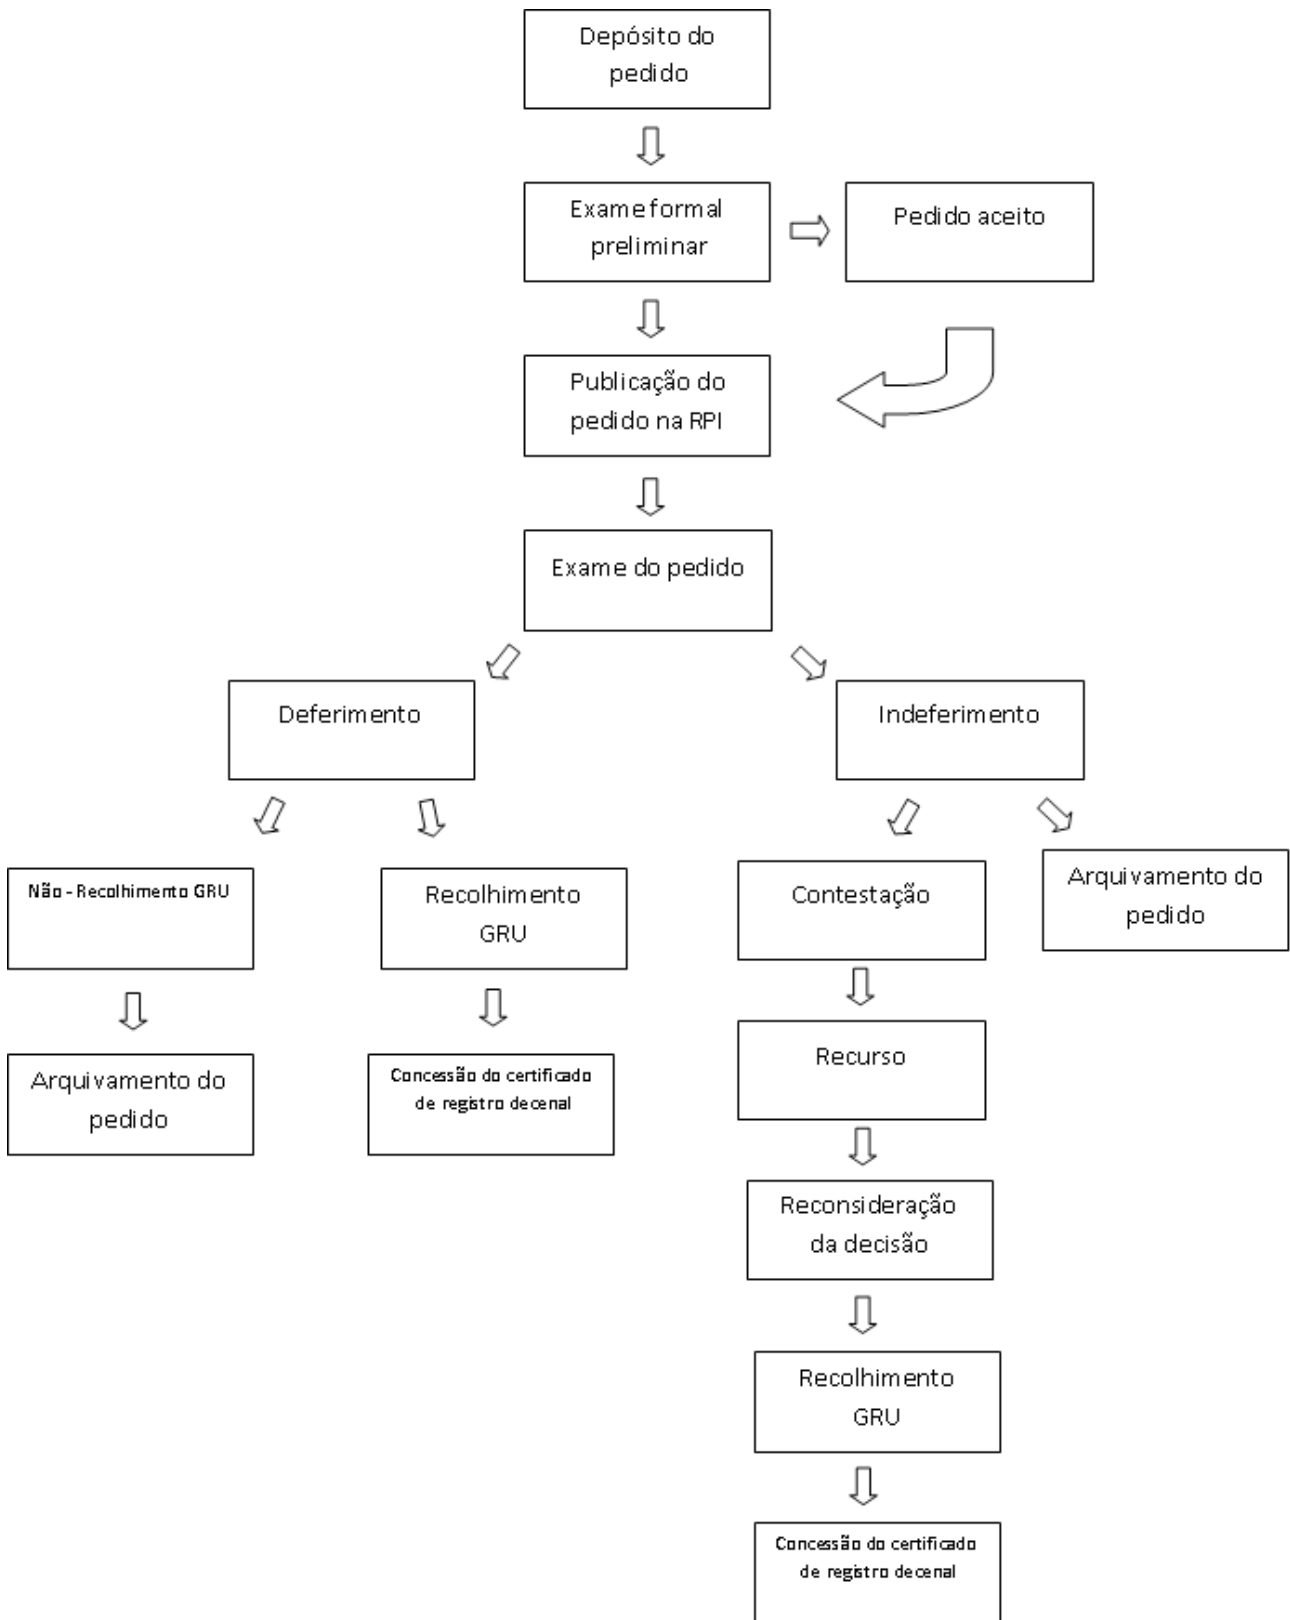 Depósito do
pedido
Exame formal
preliminar
Pedido aceito
Publicação do
pedido na RPI
Exame do pedido
Deferimento
Indeferimento
Não - Recolhimento GRU
Recolhimento
GRU
Contestação
Arquivamento do
pedido
Arquivamento do
pedido
Concessão do certificado
de registro decenal
Recurso
Reconsideração
da decisão
Recolhimento
GRU
Concessão do certificado
de registro decenal